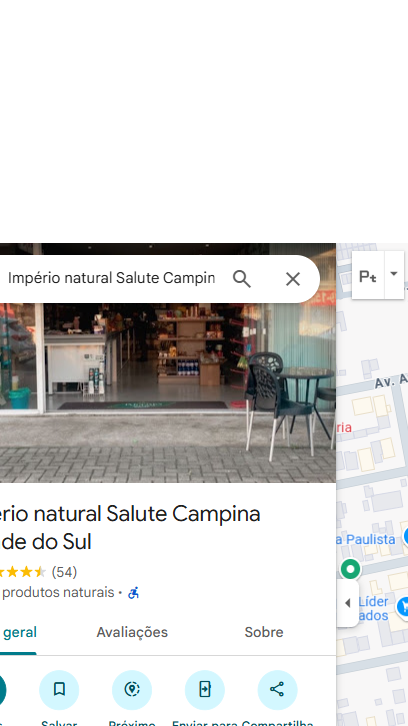 Império natural Salute Campin
Pt
Av. A
ria
ério natural Salute Campina
de do Sul
(54)
produtos naturais ·
a Paulista
Líder
ados
geral
Avaliações
Sobre
Salvar
Próximo
Enviar para
Compartilhar